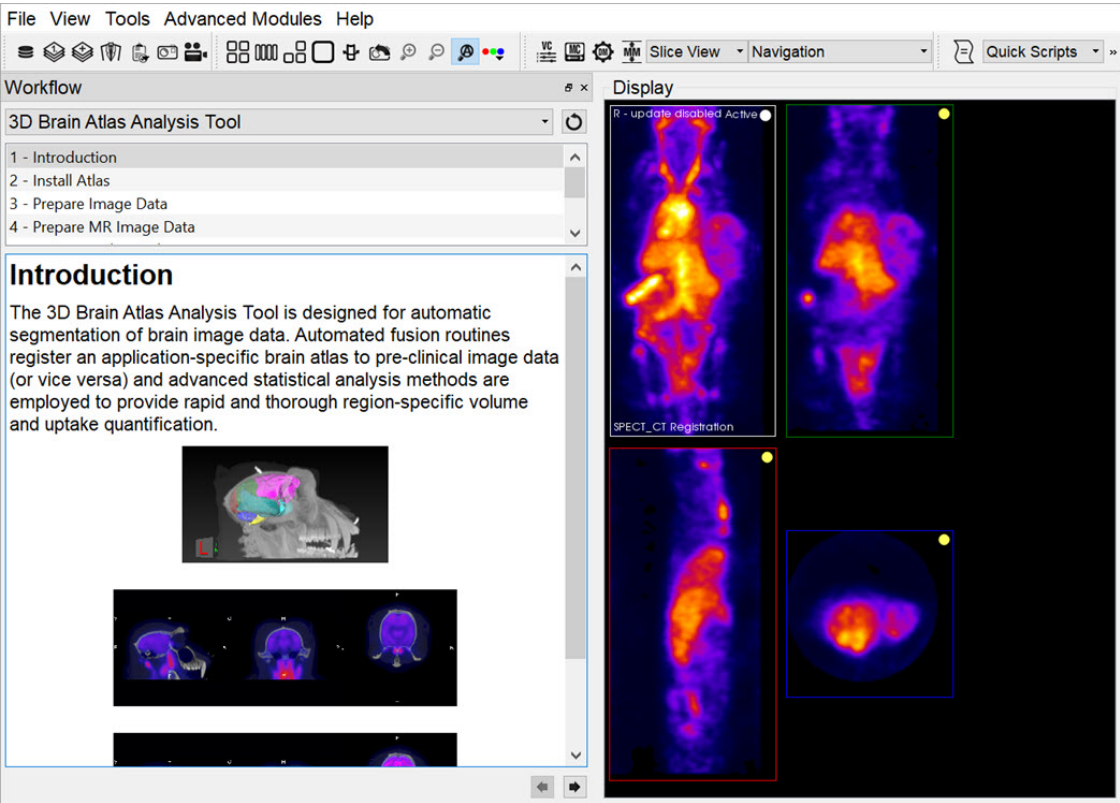 File View Tools Advanced Modules Help
VC MC DM MM Slice View Navigation Quick Scripts »
Workflow
3D Brain Atlas Analysis Tool
1 - Introduction
2 - Install Atlas
3 - Prepare Image Data
4 - Prepare MR Image Data
Introduction
The 3D Brain Atlas Analysis Tool is designed for automatic
segmentation of brain image data. Automated fusion routines
register an application-specific brain atlas to pre-clinical image data
(or vice versa) and advanced statistical analysis methods are
employed to provide rapid and thorough region-specific volume
and uptake quantification.
L
Display
R - update disabled Active
SPECT_CT Registration